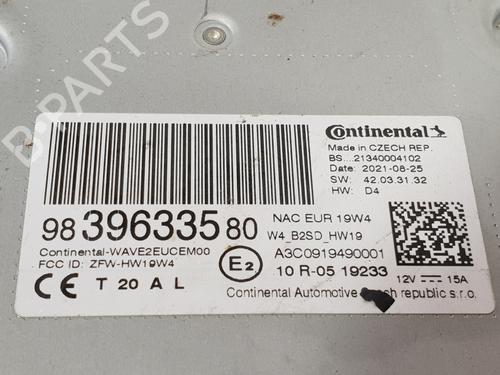 B-PARTS
Continental
Made in CZECH REP.
BS...21340004102
Date: 2021-08-25
SW: 42.03.31.32
HW: D4
98 396335 80
NAC EUR 19W4
W4_B2SD_HW19
Continental-WAVE2EUCEM00
FCC ID: ZFW-HW19W4
E2
A3C0919490001
10 R-05 19233
CE T 20 A L
12V 15A
Continental Automotive republic s.r.o.